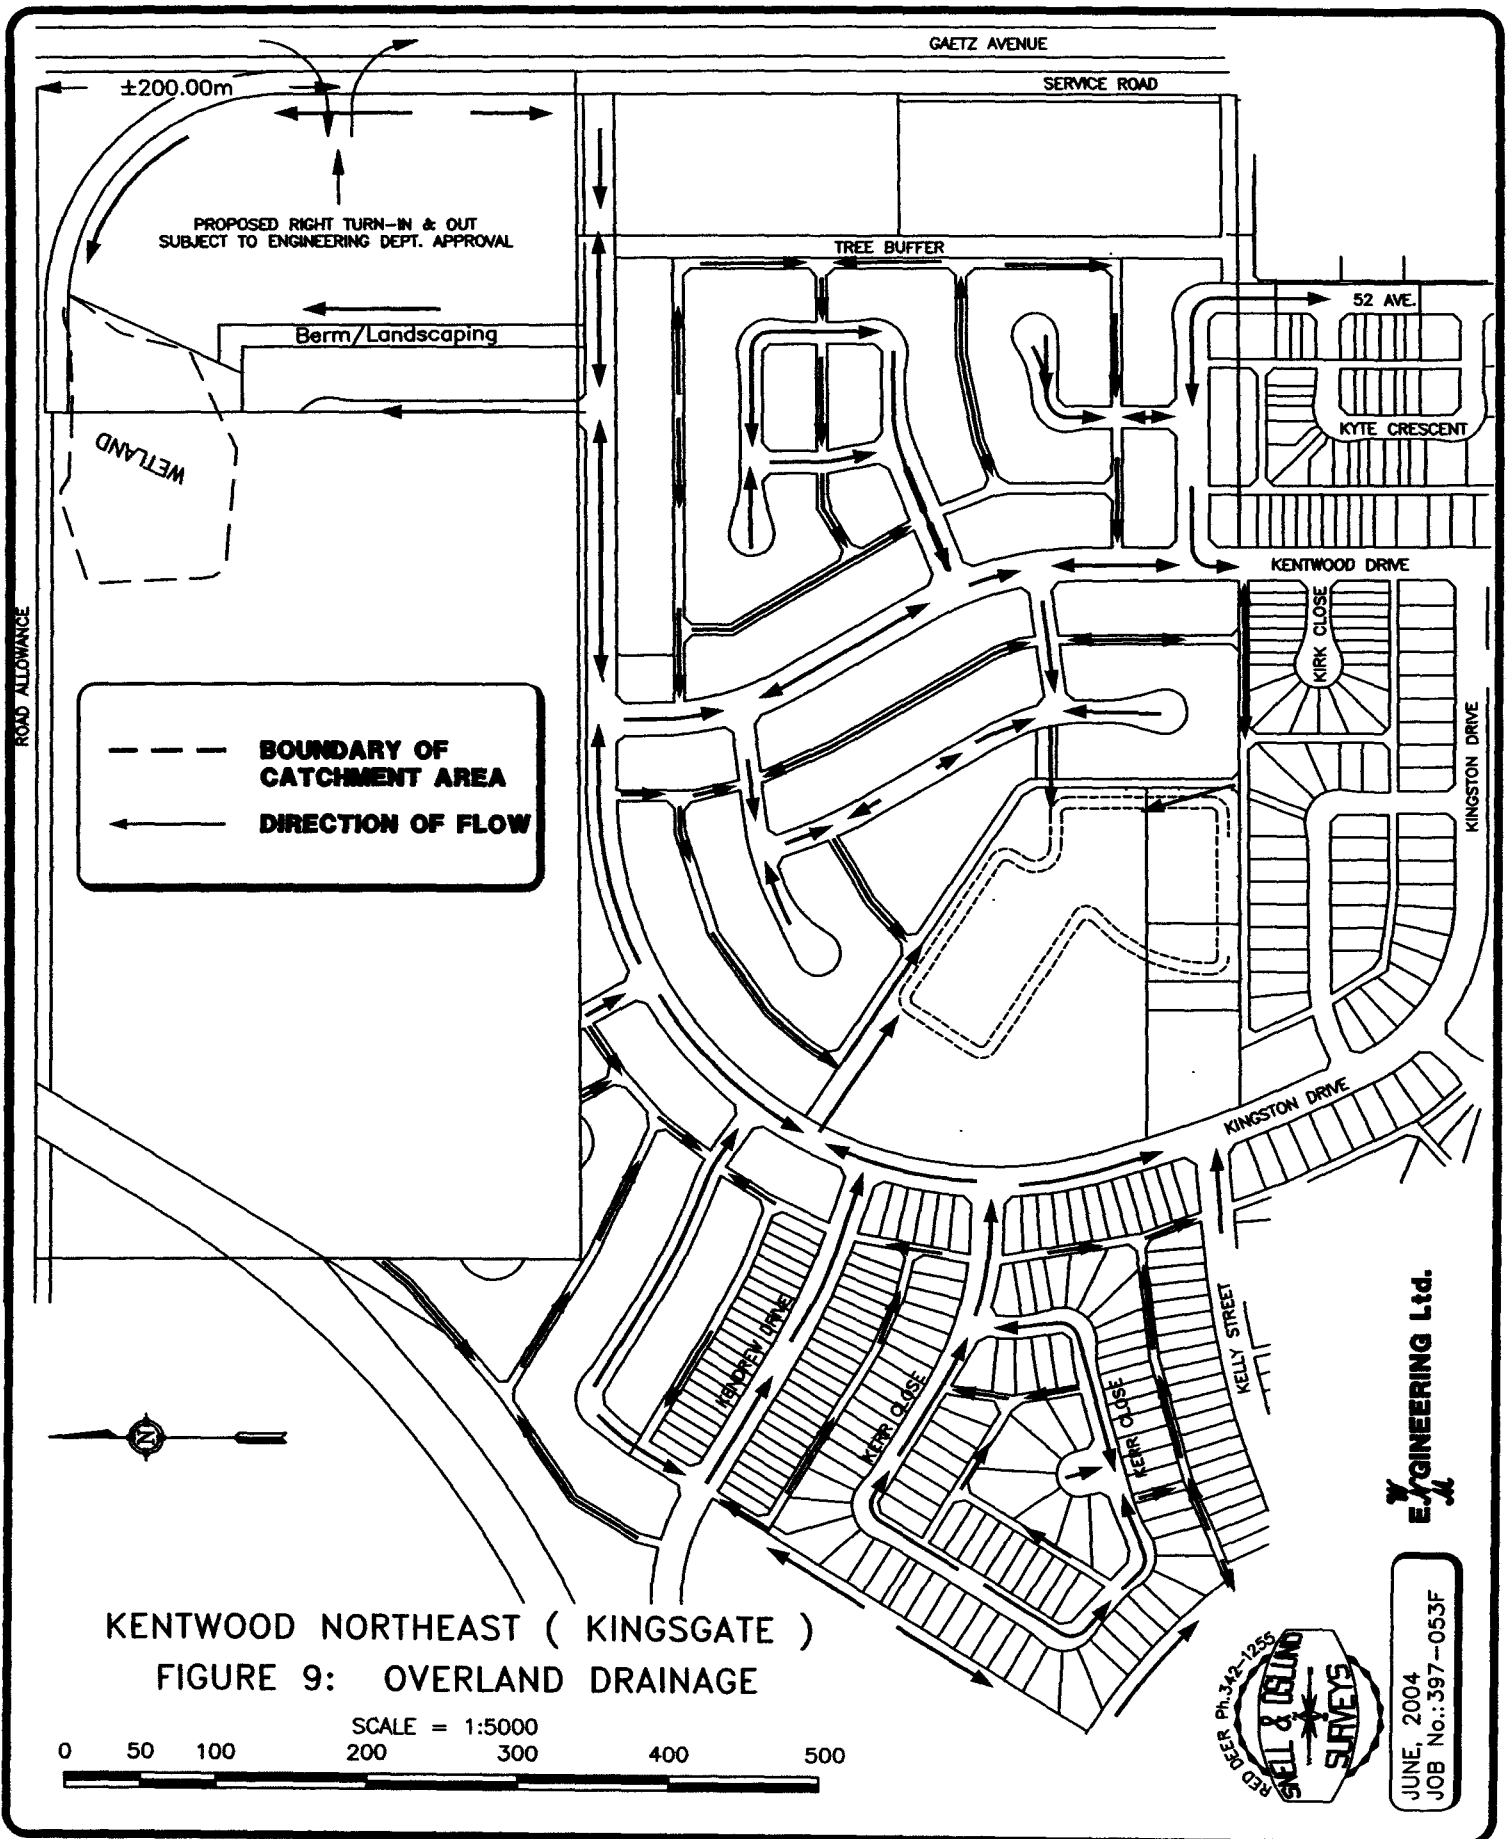 GAETZ AVENUE
±200.00m
SERVICE ROAD
PROPOSED RIGHT TURN-IN & OUT
SUBJECT TO ENGINEERING DEPT. APPROVAL
TREE BUFFER
52 AVE.
Berm/Landscaping
KYTE CRESCENT
WETLAND
KENTWOOD DRIVE
KIRK CLOSE
ROAD ALLOWANCE
KINGSTON DRIVE
BOUNDARY OF
CATCHMENT AREA
DIRECTION OF FLOW
KINGSTON DRIVE
KENDREW DRIVE
KERR CLOSE
KERR CLOSE
KELLY STREET
N
ENGINEERING Ltd.
KENTWOOD NORTHEAST ( KINGSGATE )
FIGURE 9: OVERLAND DRAINAGE
SCALE = 1:5000
0 50 100 200 300 400 500
RED DEER Ph.342-1255
SNELL & OSLUND
SURVEYS
JUNE, 2004
JOB No.:397-053F